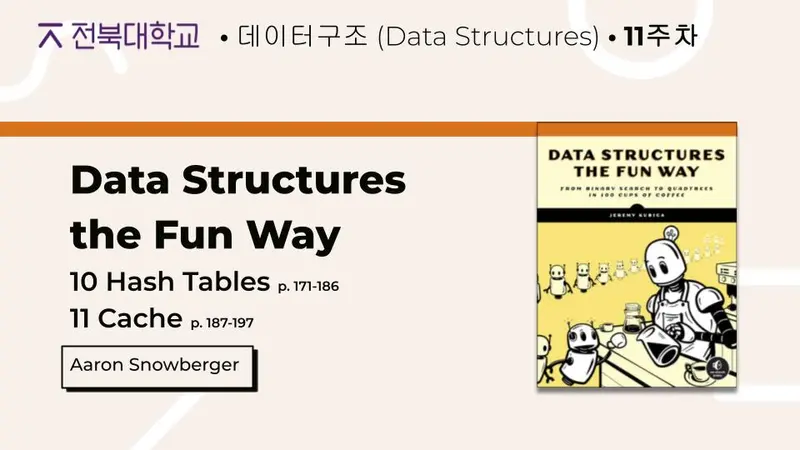 전북대학교 • 데이터구조 (Data Structures) • 11주차
DATA STRUCTURES
THE FUN WAY
FROM BINARY SEARCH TO QUADTREES
IN 100 CUPS OF COFFEE
JEREMY KUBICA
Data Structures
the Fun Way
10 Hash Tables p. 171-186
11 Cache p. 187-197
Aaron Snowberger